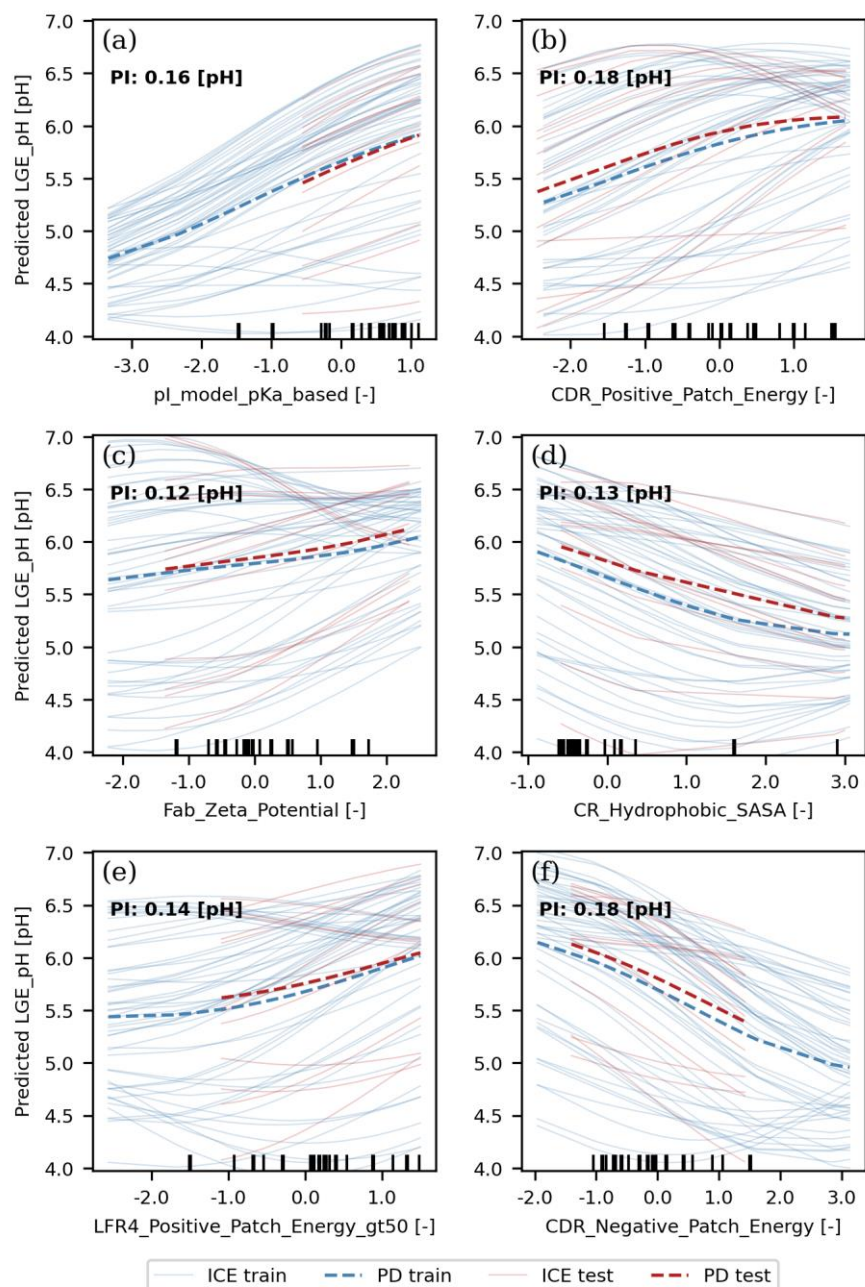 (a)
PI: 0.16 [pH]
7.0
6.5
6.0
5.5
5.0
4.5
4.0
Predicted LGE_pH [pH]
-3.0 -2.0 -1.0 0.0 1.0
pI_model_pKa_based [-]
(b)
PI: 0.18 [pH]
7.0
6.5
6.0
5.5
5.0
4.5
4.0
-2.0 -1.0 0.0 1.0
CDR_Positive_Patch_Energy [-]
(c)
PI: 0.12 [pH]
7.0
6.5
6.0
5.5
5.0
4.5
4.0
Predicted LGE_pH [pH]
-2.0 -1.0 0.0 1.0 2.0
Fab_Zeta_Potential [-]
(d)
PI: 0.13 [pH]
7.0
6.5
6.0
5.5
5.0
4.5
4.0
-1.0 0.0 1.0 2.0 3.0
CR_Hydrophobic_SASA [-]
(e)
PI: 0.14 [pH]
7.0
6.5
6.0
5.5
5.0
4.5
4.0
Predicted LGE_pH [pH]
-2.0 -1.0 0.0 1.0
LFR4_Positive_Patch_Energy_gt50 [-]
(f)
PI: 0.18 [pH]
7.0
6.5
6.0
5.5
5.0
4.5
4.0
-2.0 -1.0 0.0 1.0 2.0 3.0
CDR_Negative_Patch_Energy [-]
ICE train PD train ICE test PD test